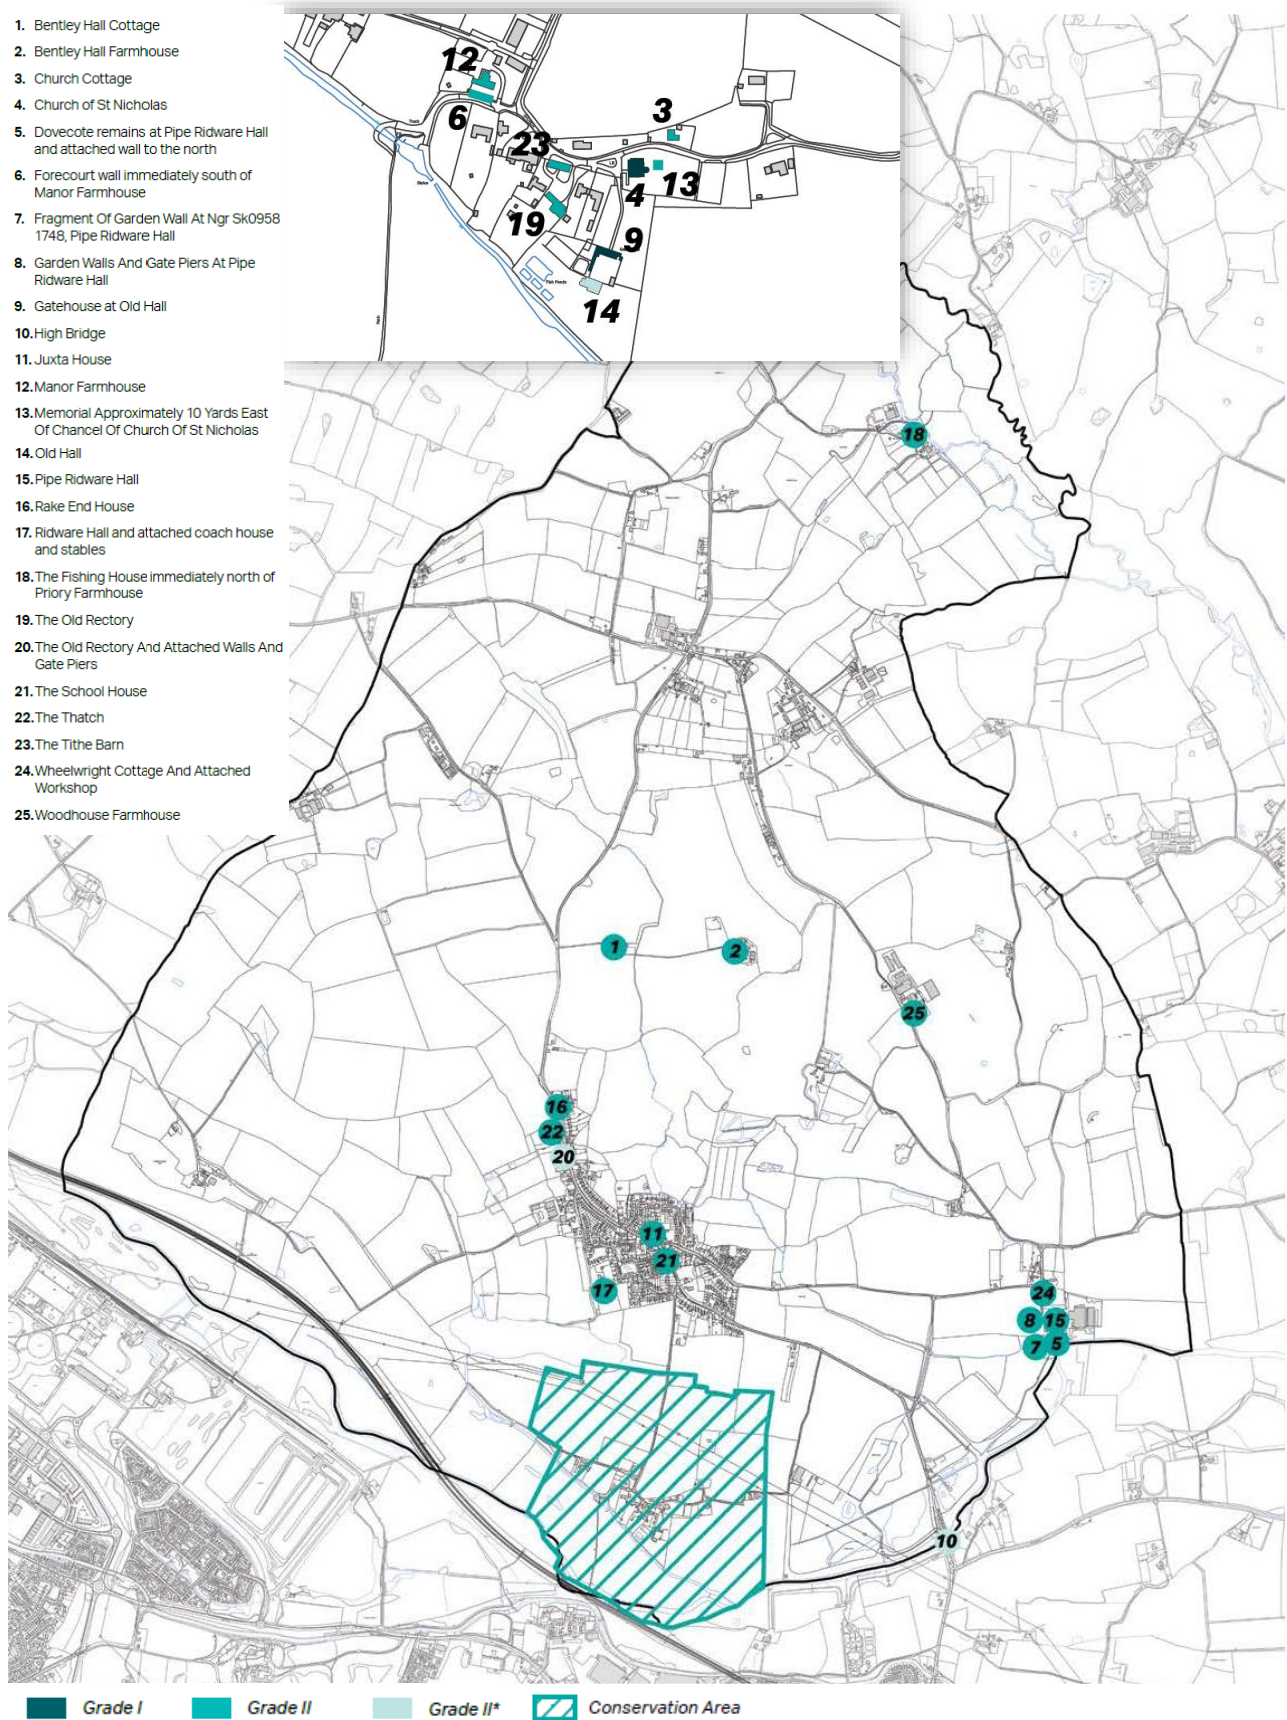 1. Bentley Hall Cottage
2. Bentley Hall Farmhouse
3. Church Cottage
4. Church of St Nicholas
5. Dovecote remains at Pipe Ridware Hall
and attached wall to the north
6. Forecourt wall immediately south of
Manor Farmhouse
7. Fragment Of Garden Wall At Ngr Sk0958
1748, Pipe Ridware Hall
8. Garden Walls And Gate Piers At Pipe
Ridware Hall
9. Gatehouse at Old Hall
10. High Bridge
11. Juxta House
12. Manor Farmhouse
13. Memorial Approximately 10 Yards East
Of Chancel Of Church Of St Nicholas
14. Old Hall
15. Pipe Ridware Hall
16. Rake End House
17. Ridware Hall and attached coach house
and stables
18. The Fishing House immediately north of
Priory Farmhouse
19. The Old Rectory
20. The Old Rectory And Attached Walls And
Gate Piers
21. The School House
22. The Thatch
23. The Tithe Barn
24. Wheelwright Cottage And Attached
Workshop
25. Woodhouse Farmhouse
12
6
3
23
13
4
19
9
14
Track
Fish Ponds
18
1
2
25
16
22
20
11
21
17
24
8 15
7 5
10
Grade I
Grade II
Grade II*
Conservation Area